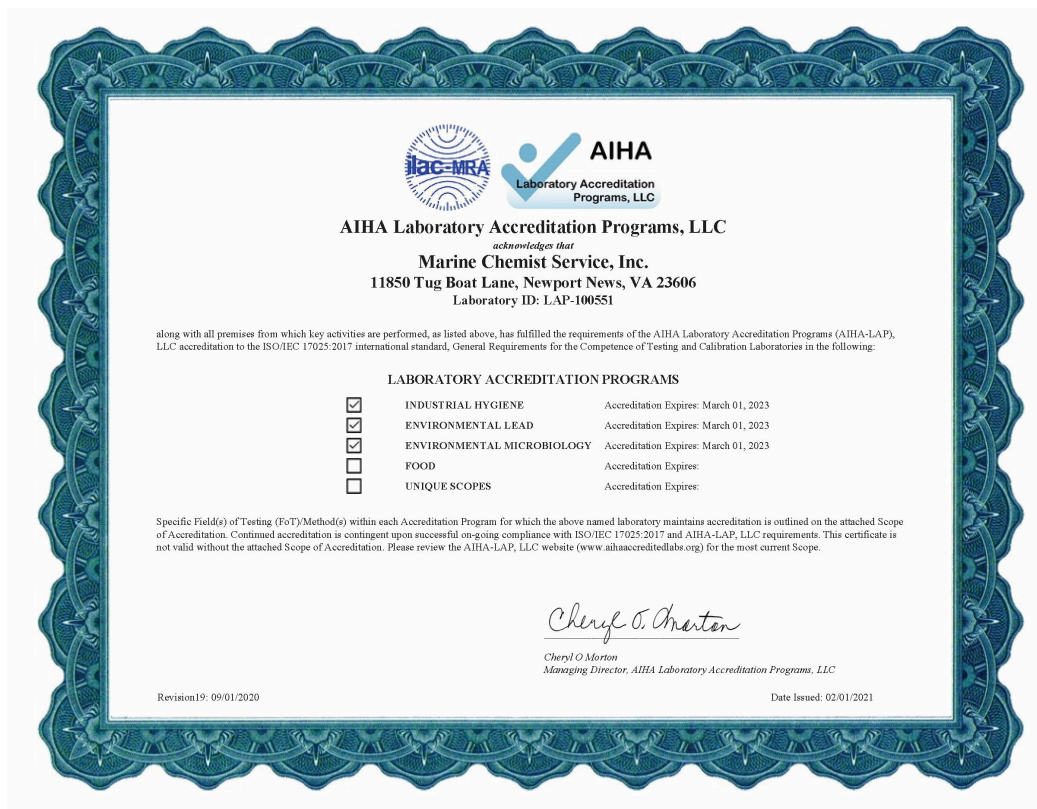 ilac-MRA
AIHA
Laboratory Accreditation
Programs, LLC
AIHA Laboratory Accreditation Programs, LLC
acknowledges that
Marine Chemist Service, Inc.
11850 Tug Boat Lane, Newport News, VA 23606
Laboratory ID: LAP-100551
along with all premises from which key activities are performed, as listed above, has fulfilled the requirements of the AIHA Laboratory Accreditation Programs (AIHA-LAP),
LLC accreditation to the ISO/IEC 17025:2017 international standard, General Requirements for the Competence of Testing and Calibration Laboratories in the following:
LABORATORY ACCREDITATION PROGRAMS
INDUSTRIAL HYGIENE Accreditation Expires: March 01, 2023
ENVIRONMENTAL LEAD Accreditation Expires: March 01, 2023
ENVIRONMENTAL MICROBIOLOGY Accreditation Expires: March 01, 2023
FOOD Accreditation Expires:
UNIQUE SCOPES Accreditation Expires:
Specific Field(s) of Testing (FoT)/Method(s) within each Accreditation Program for which the above named laboratory maintains accreditation is outlined on the attached Scope
of Accreditation. Continued accreditation is contingent upon successful on-going compliance with ISO/IEC 17025:2017 and AIHA-LAP, LLC requirements. This certificate is
not valid without the attached Scope of Accreditation. Please review the AIHA-LAP, LLC website (www.aihaaccreditedlabs.org) for the most current Scope.
Cheryl O. Morton
Cheryl O Morton
Managing Director, AIHA Laboratory Accreditation Programs, LLC
Revision19: 09/01/2020 Date Issued: 02/01/2021